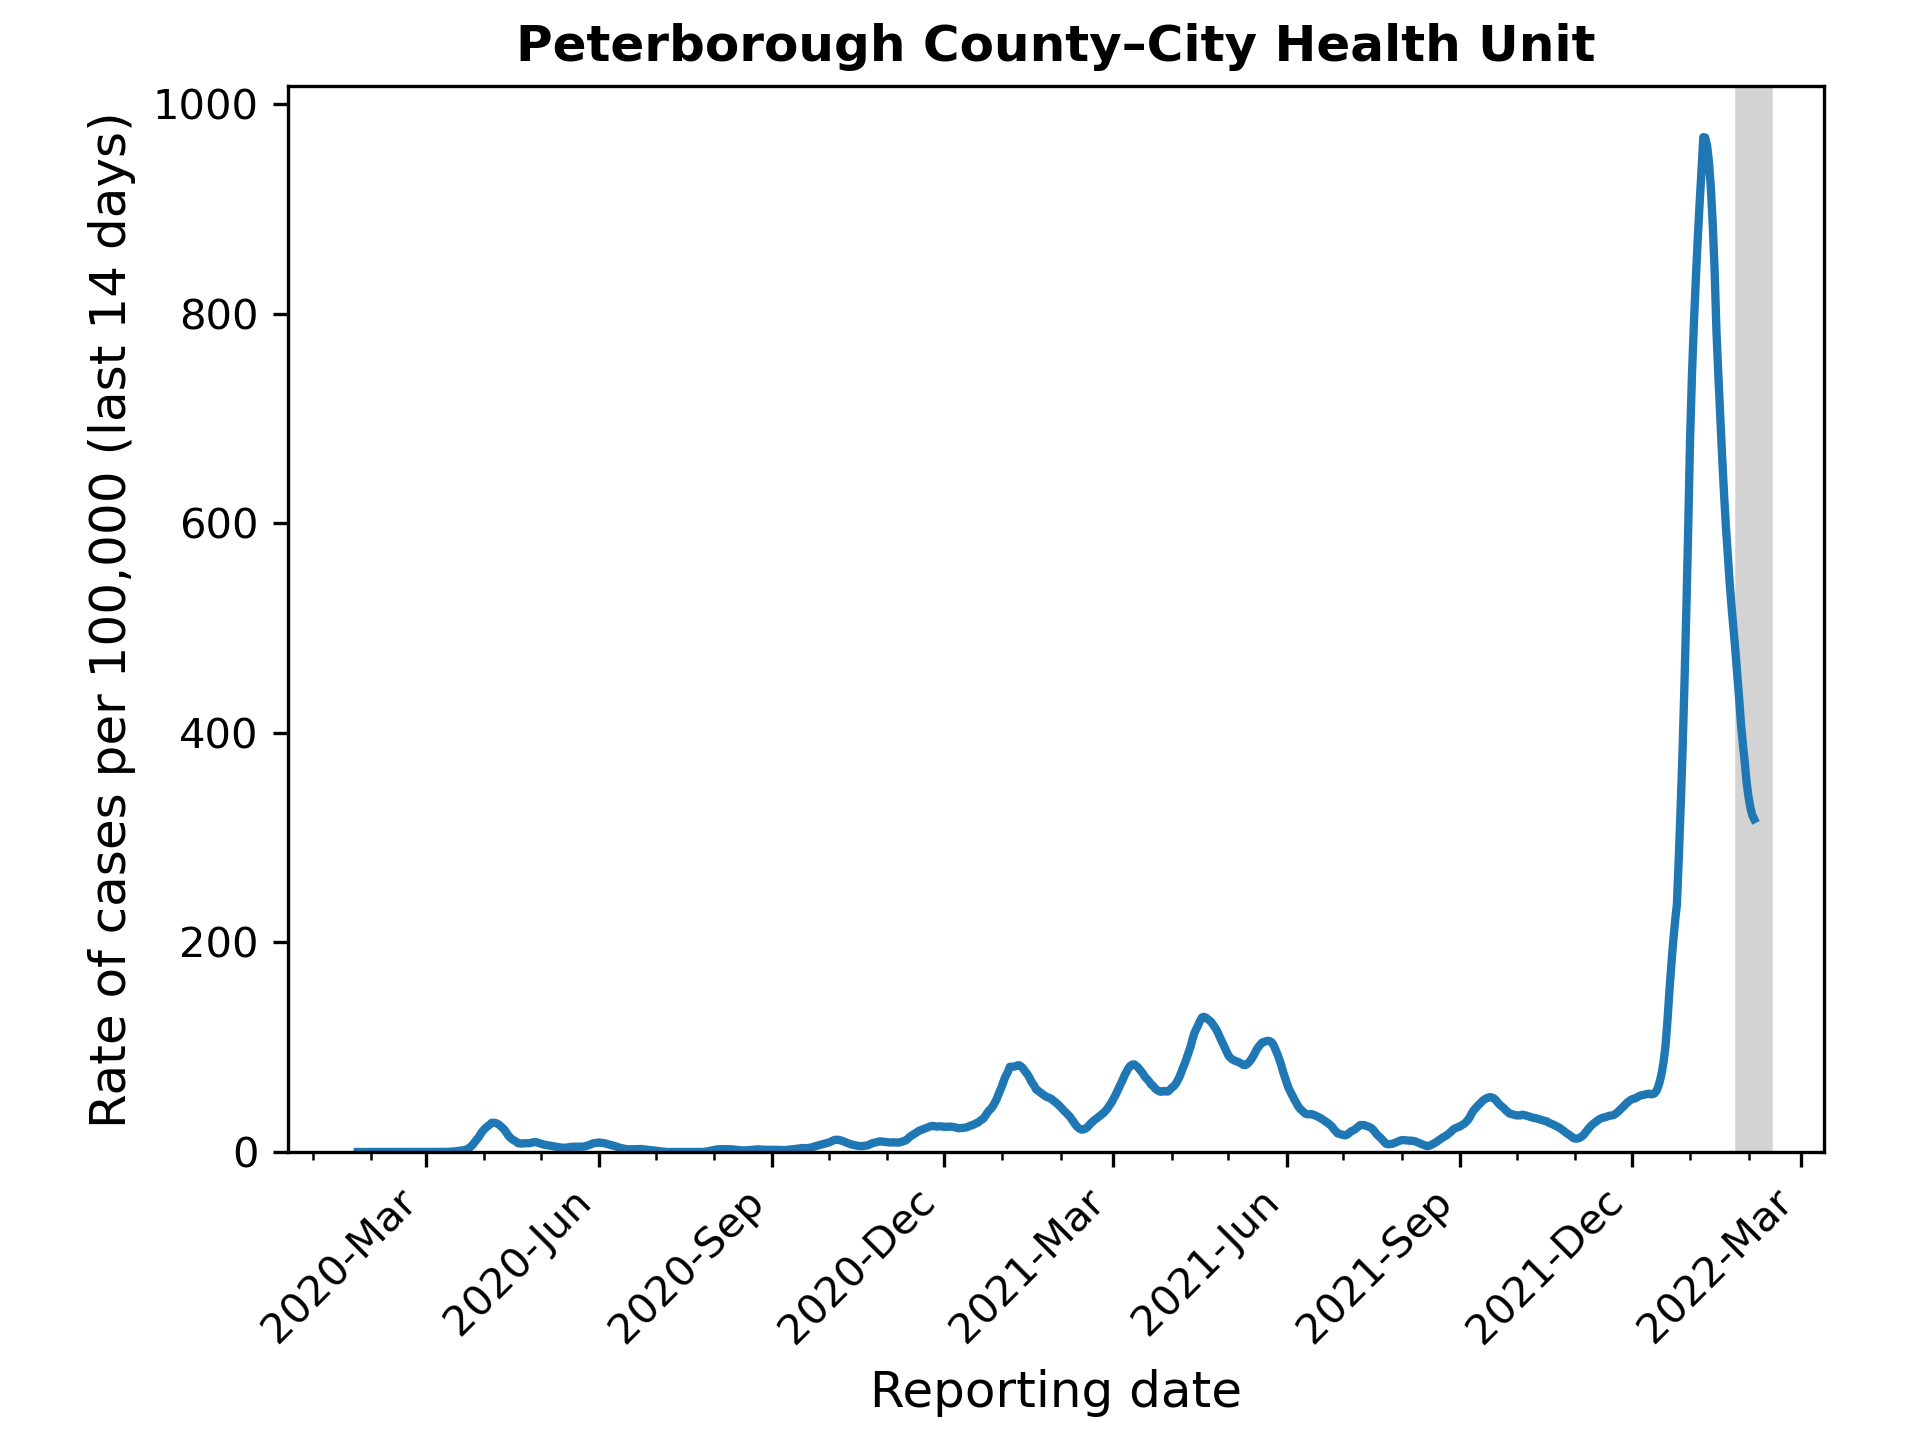 Peterborough County–City Health Unit
Rate of cases per 100,000 (last 14 days)
1000
800
600
400
200
0
2020-Mar
2020-Jun
2020-Sep
2020-Dec
2021-Mar
2021-Jun
2021-Sep
2021-Dec
2022-Mar
Reporting date